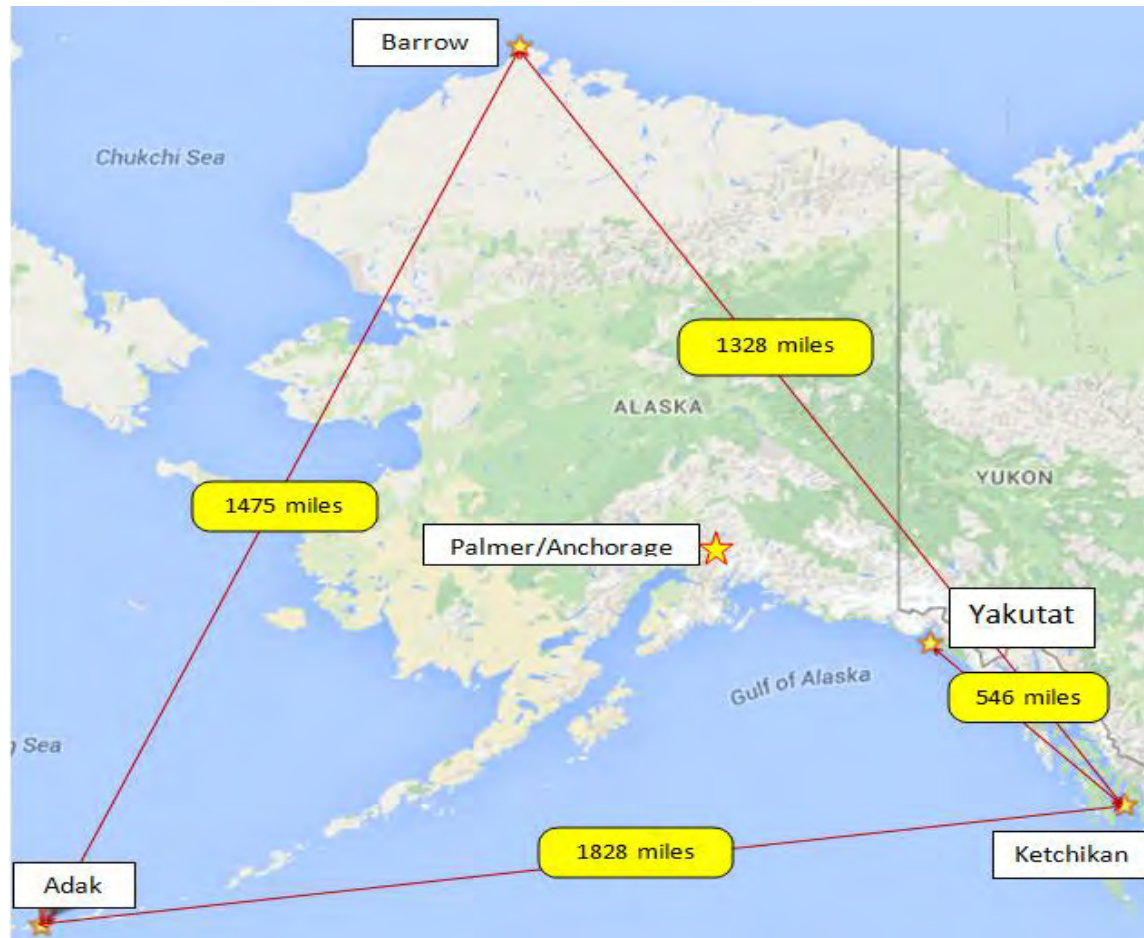 Barrow
Chukchi Sea
1328 miles
ALASKA
YUKON
1475 miles
Palmer/Anchorage
Yakutat
Gulf of Alaska
546 miles
Sea
1828 miles
Ketchikan
Adak